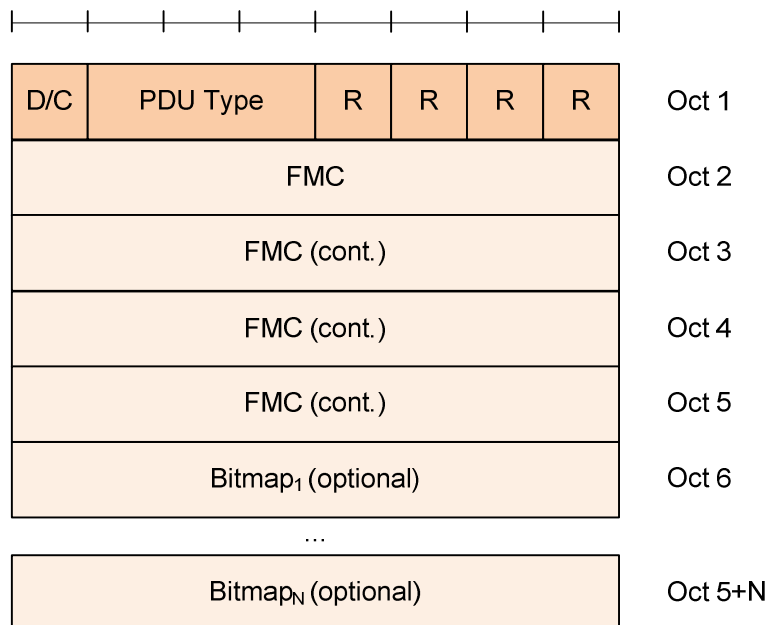 D/C PDU Type R R R R Oct 1
FMC Oct 2
FMC (cont.) Oct 3
FMC (cont.) Oct 4
FMC (cont.) Oct 5
Bitmap₁ (optional) Oct 6
...
Bitmap_N (optional) Oct 5+N